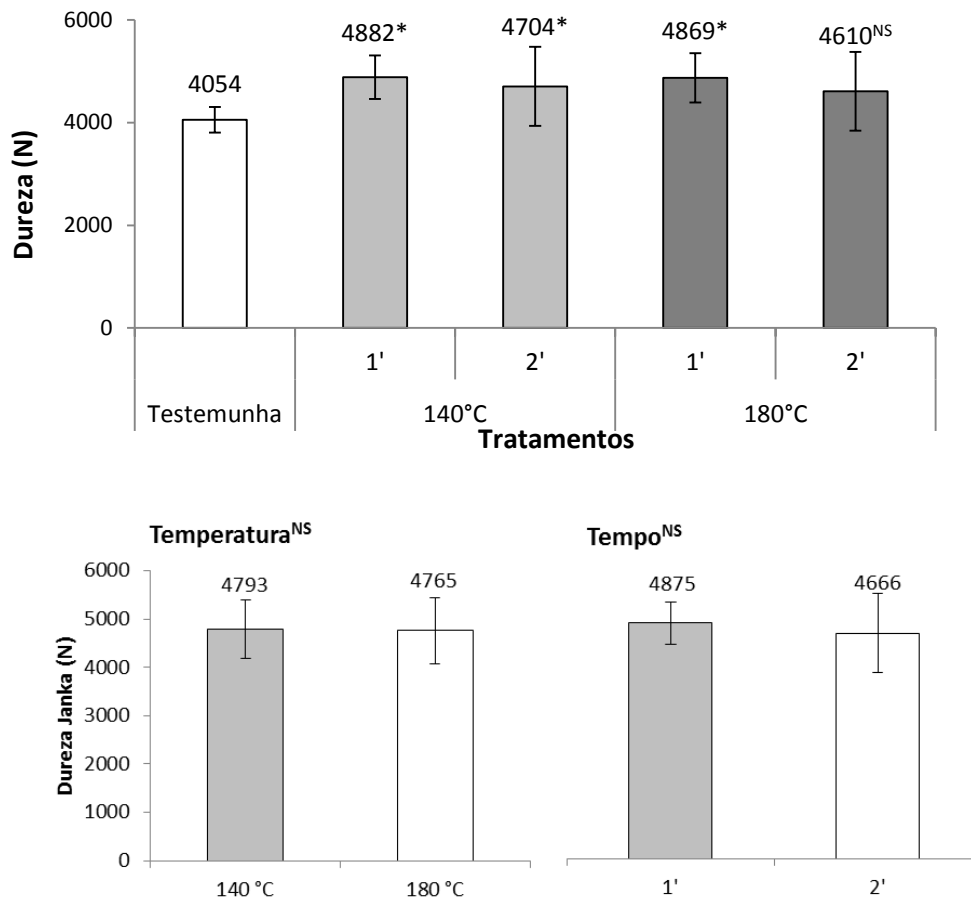 6000
4882*
4704*
4869*
4610NS
4054
4000
2000
0
Dureza (N)
1'
2'
1'
2'
Testemunha
140°C
180°C
Tratamentos
TemperaturaNS
TempoNS
6000
5000
4000
3000
2000
1000
0
Dureza Janka (N)
4793
4765
140 °C
180 °C
4875
4666
1'
2'